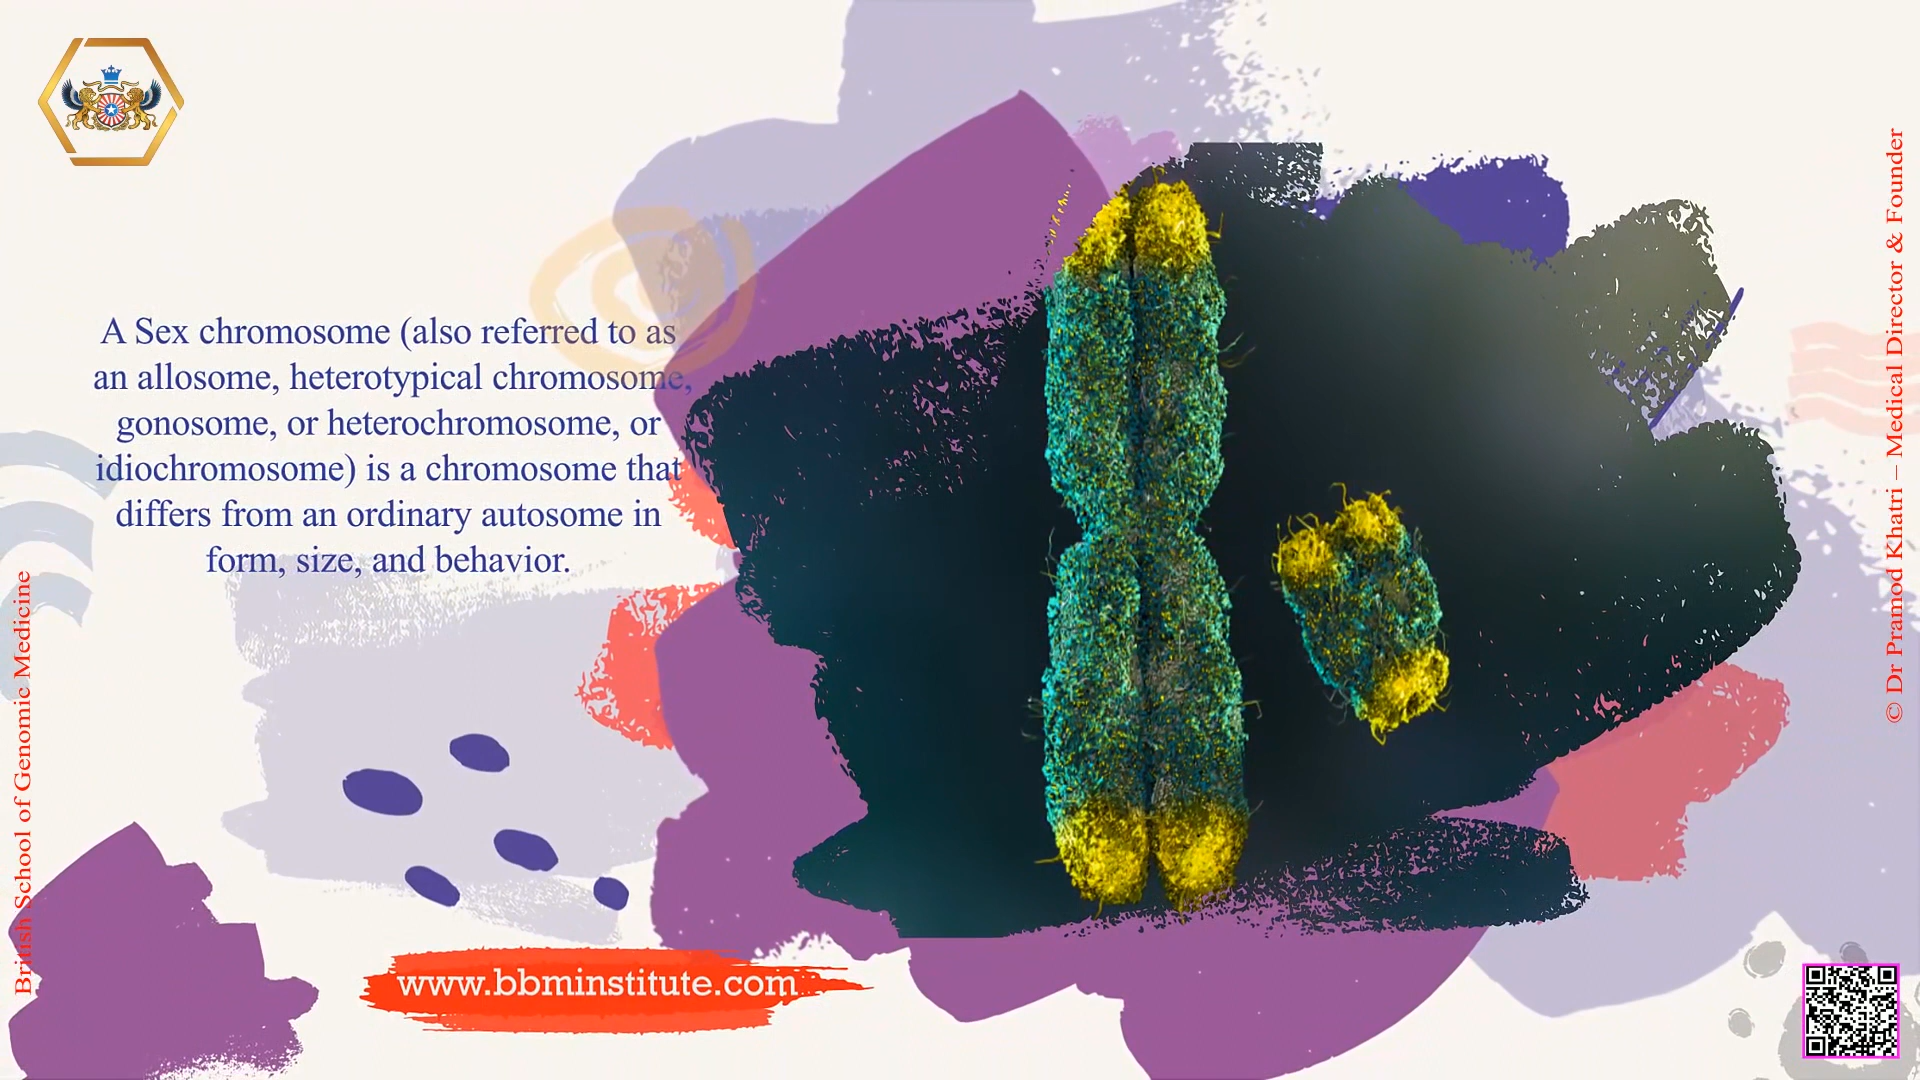 A Sex chromosome (also referred to as
an allosome, heterotypical chromosome,
gonosome, or heterochromosome, or
idiochromosome) is a chromosome that
differs from an ordinary autosome in
form, size, and behavior.
www.bbminstitute.com
British School of Genomic Medicine
© Dr Pramod Khatri – Medical Director & Founder